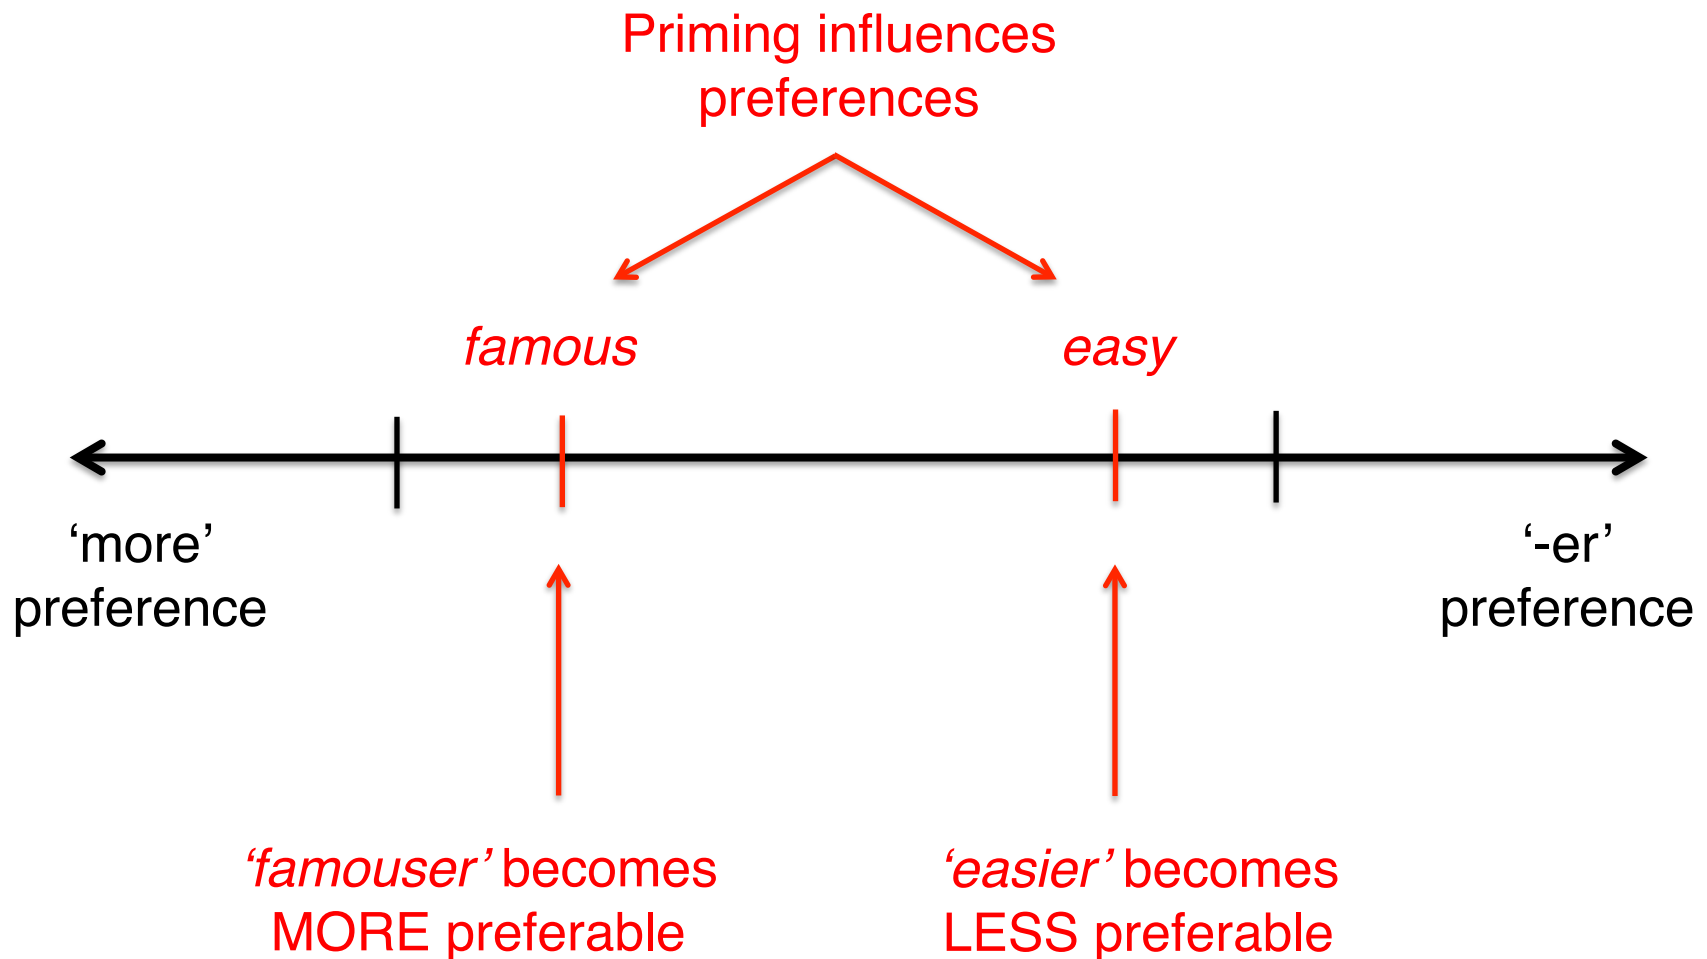 Priming influences
preferences
famous
easy
‘more’
preference
‘-er’
preference
‘famouser’ becomes
MORE preferable
‘easier’ becomes
LESS preferable